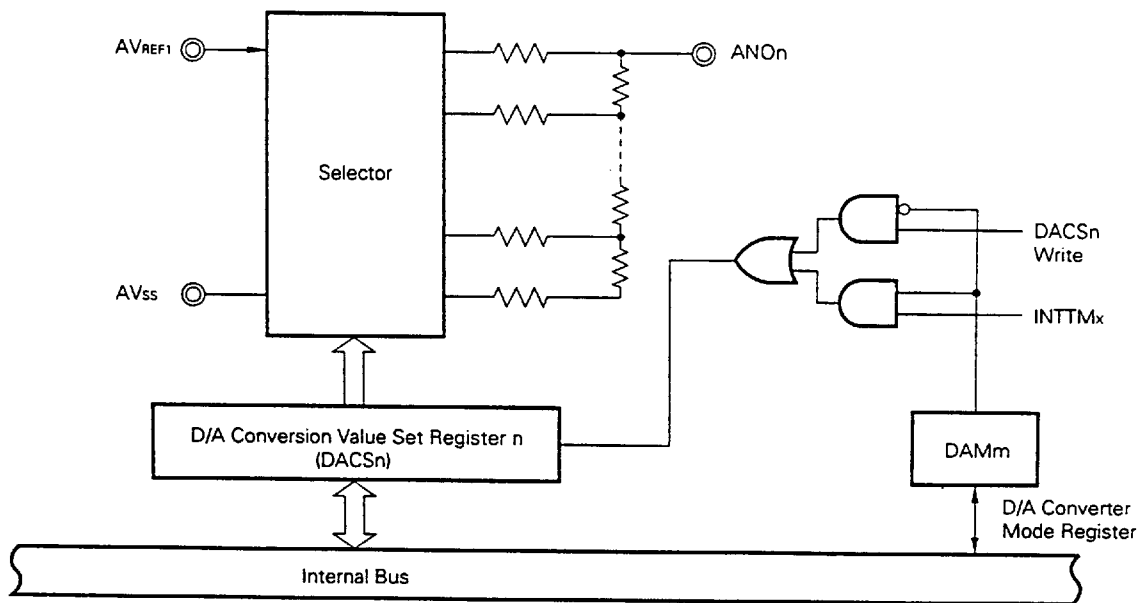 AVREF1
ANOn
Selector
DACSn
Write
AVss
INTTMx
D/A Conversion Value Set Register n
(DACSn)
DAMm
D/A Converter
Mode Register
Internal Bus